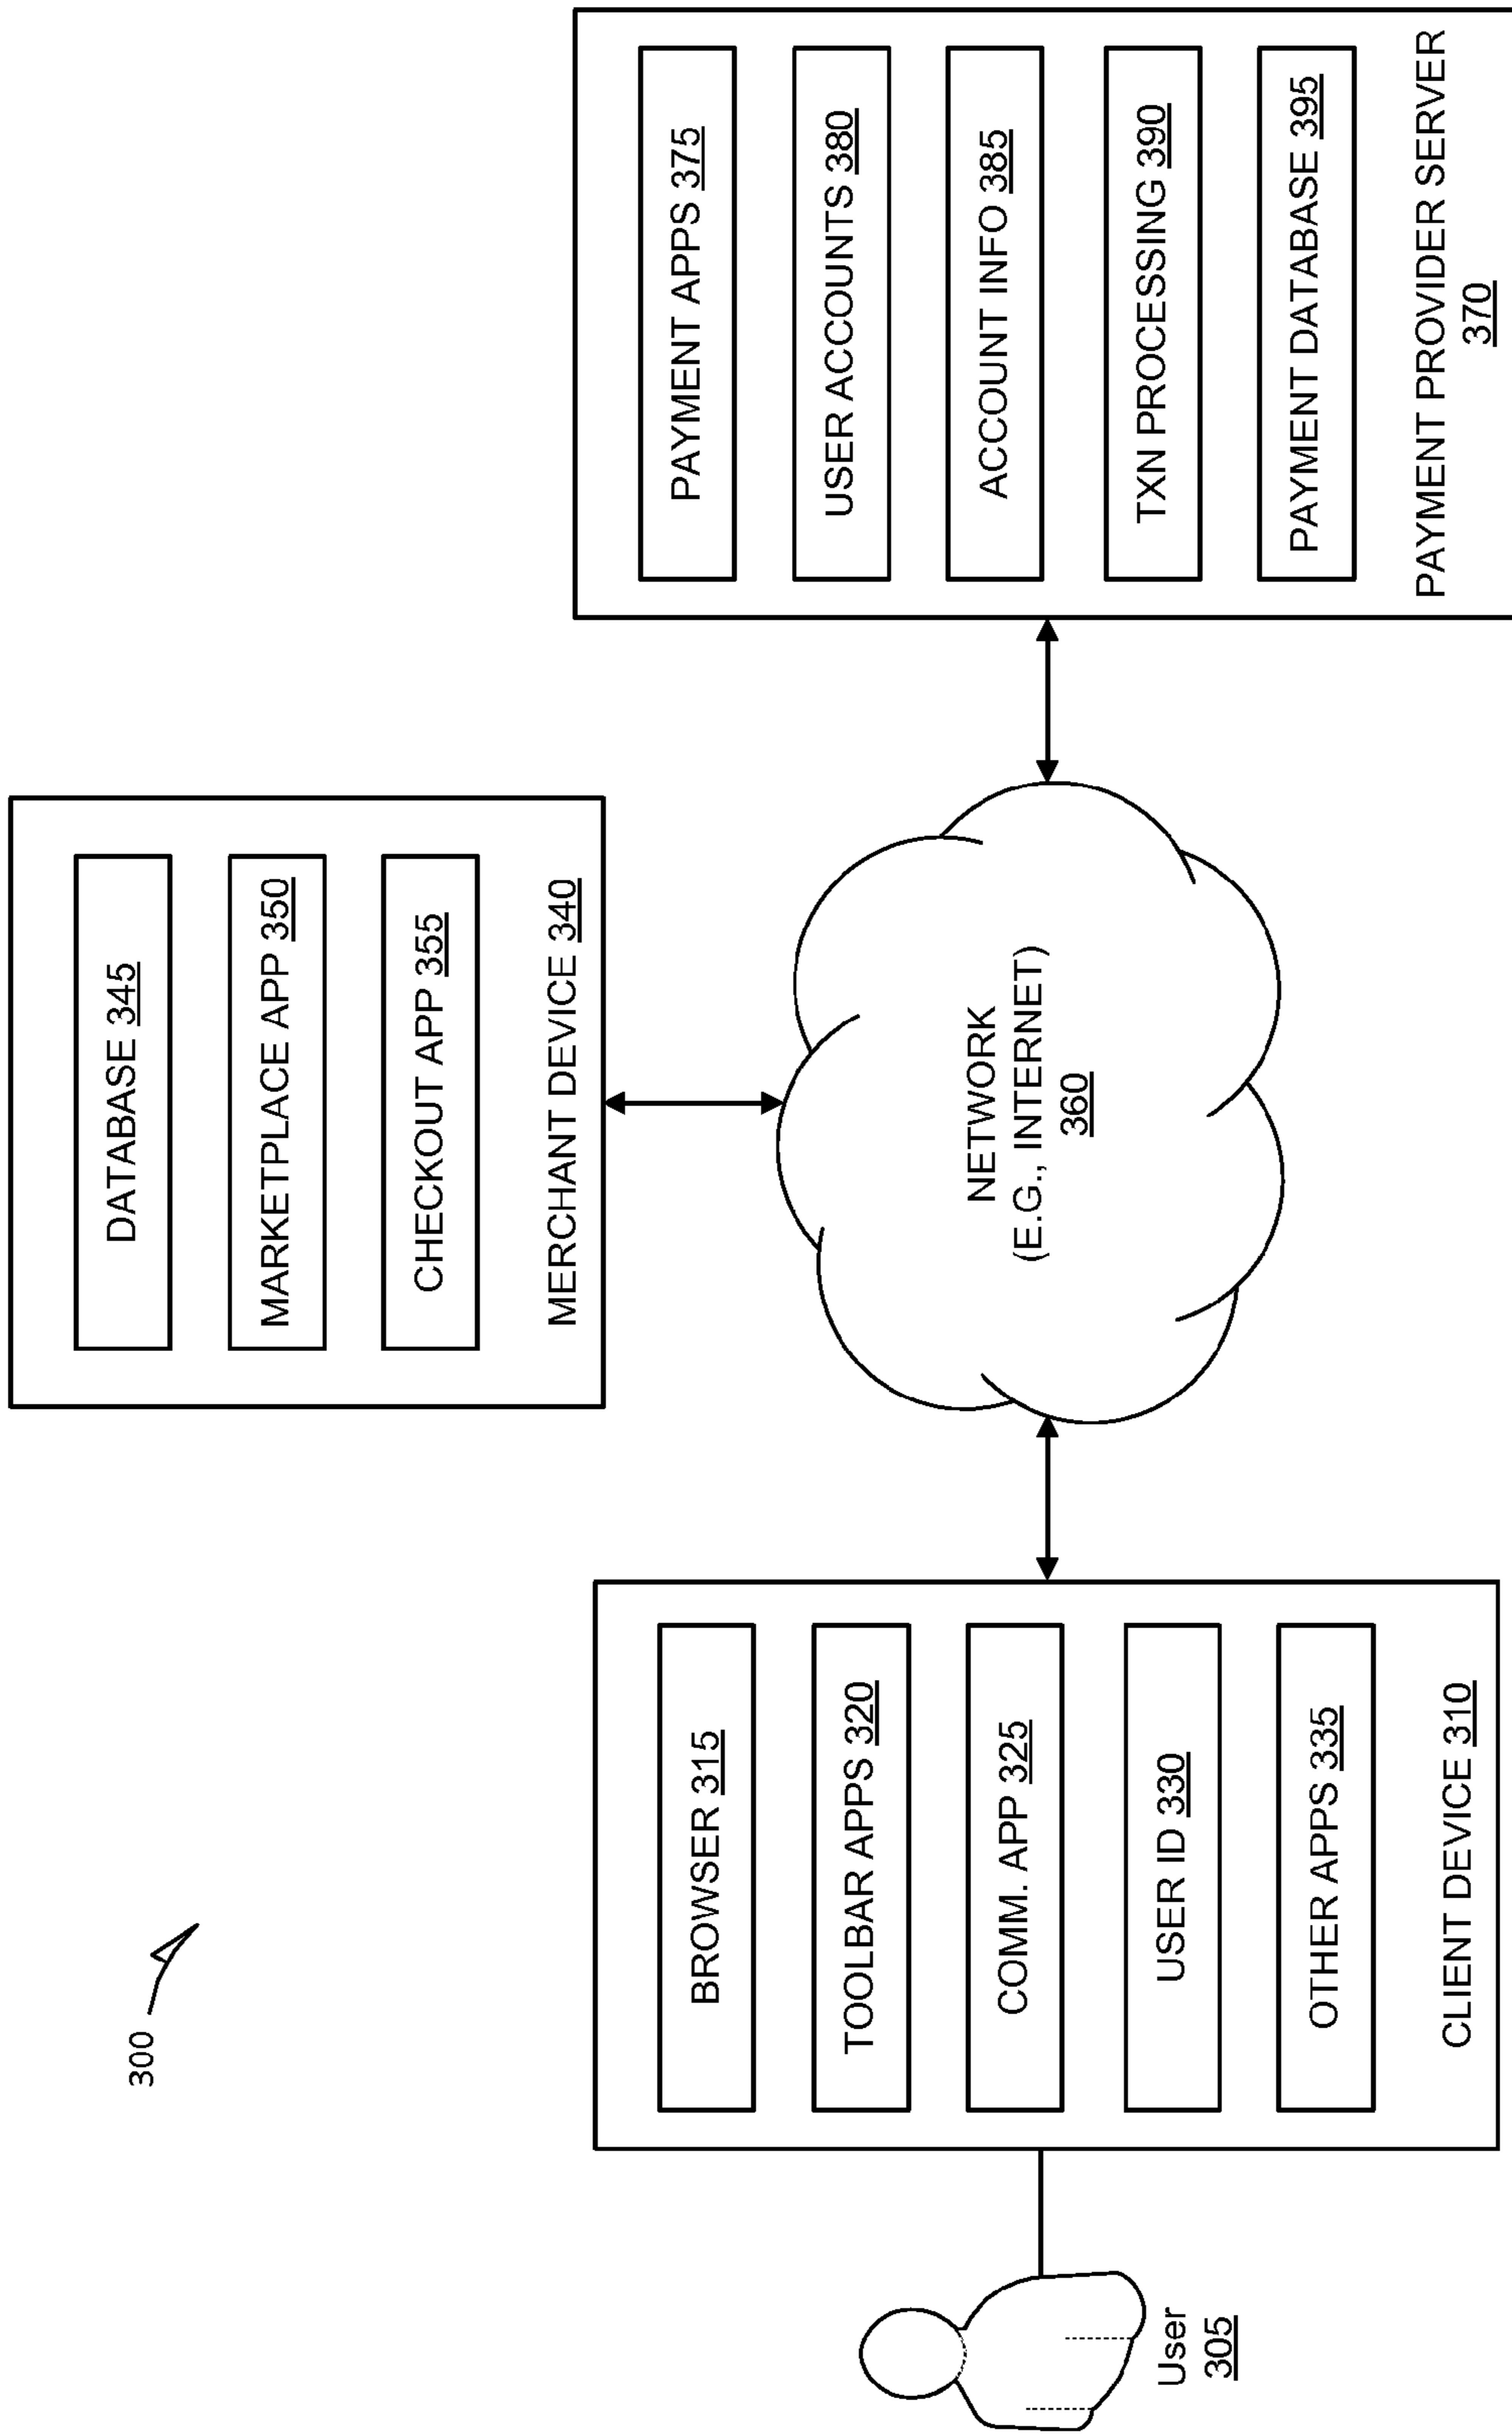 300
DATABASE 345
MARKETPLACE APP 350
CHECKOUT APP 355
MERCHANT DEVICE 340
User
305
BROWSER 315
TOOLBAR APPS 320
COMM. APP 325
USER ID 330
OTHER APPS 335
CLIENT DEVICE 310
NETWORK
(E.G., INTERNET)
360
PAYMENT APPS 375
USER ACCOUNTS 380
ACCOUNT INFO 385
TXN PROCESSING 390
PAYMENT DATABASE 395
PAYMENT PROVIDER SERVER
370